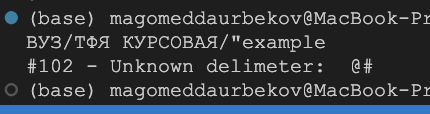 (base) magomeddaurbekov@MacBook-Pr
ВУЗ/ТФЯ КУРСОВАЯ/"example
#102 - Unknown delimeter:  @#
(base) magomeddaurbekov@MacBook-Pr